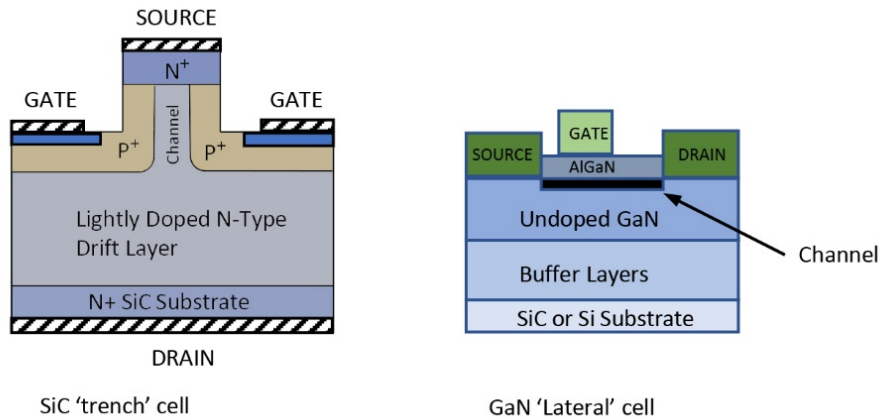 SOURCE
N+
GATE
GATE
Channel
P+
P+
Lightly Doped N-Type
Drift Layer
N+ SiC Substrate
DRAIN
SiC ‘trench’ cell
GATE
SOURCE
DRAIN
AlGaN
Undoped GaN
Channel
Buffer Layers
SiC or Si Substrate
GaN ‘Lateral’ cell